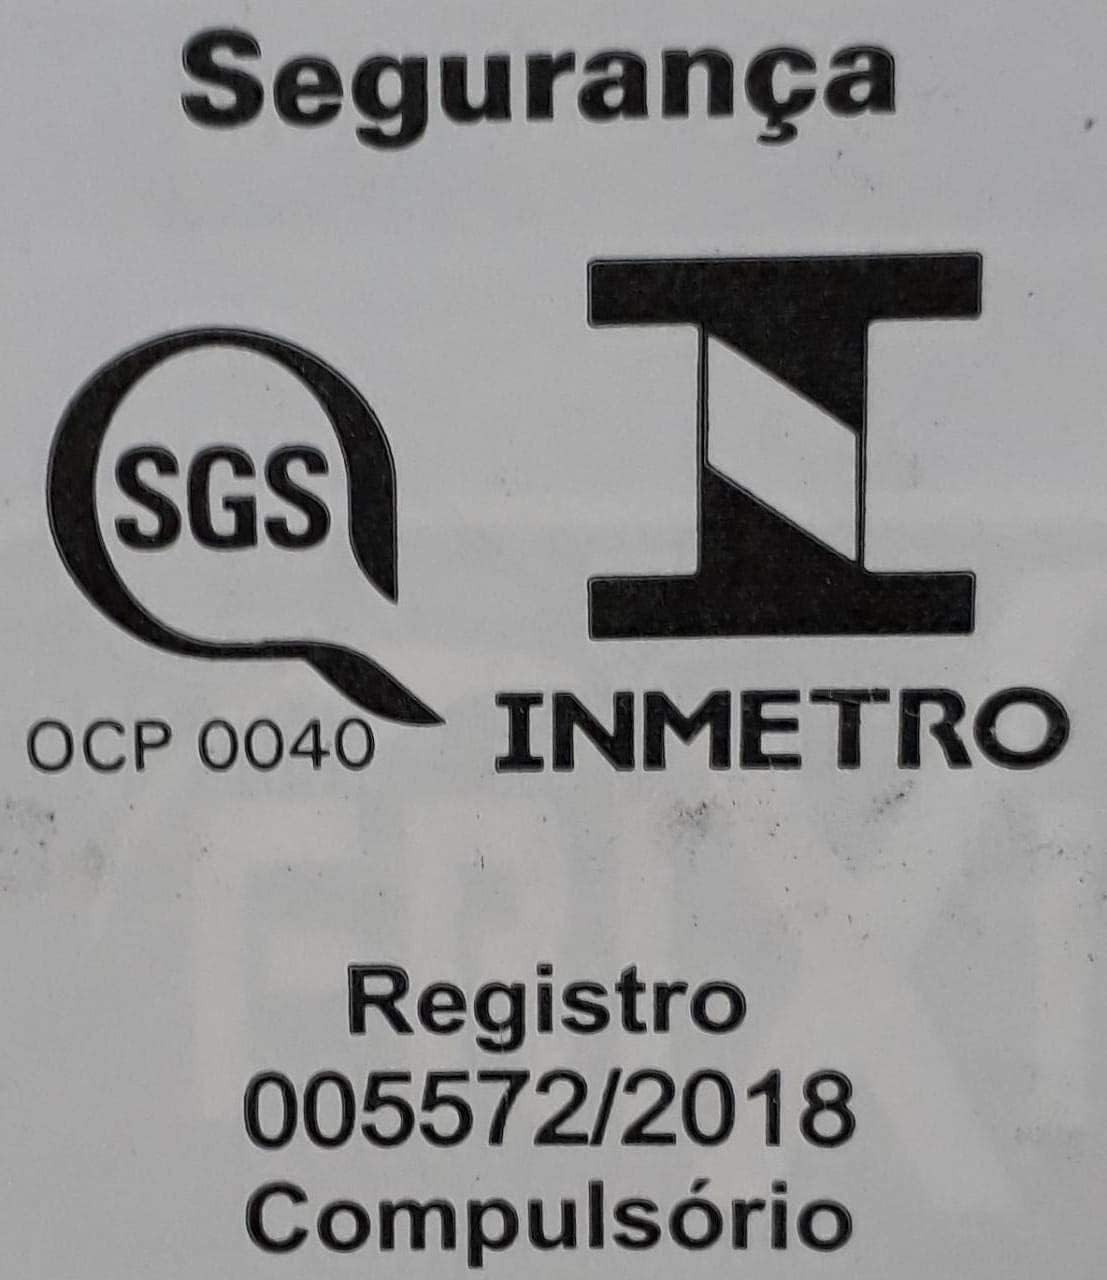 Segurança
SGS
OCP 0040
INMETRO
Registro
005572/2018
Compulsório